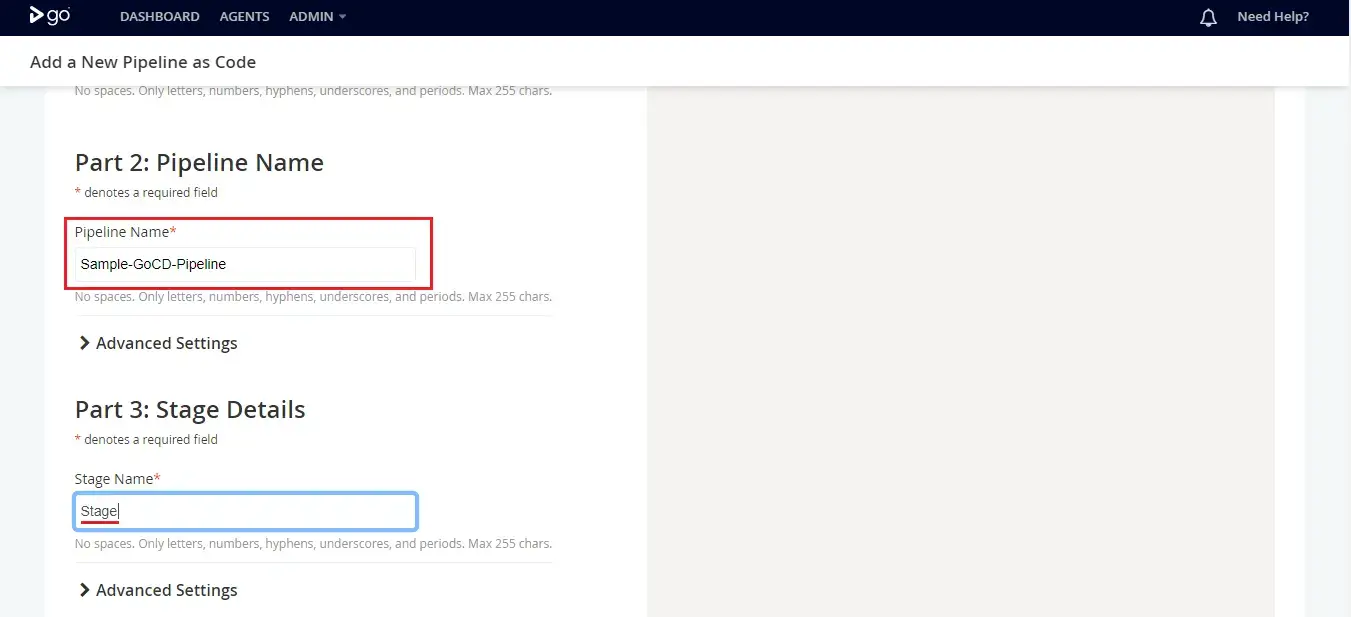 go DASHBOARD AGENTS ADMIN Need Help?
Add a New Pipeline as Code
No spaces. Only letters, numbers, hyphens, underscores, and periods. Max 255 chars.
Part 2: Pipeline Name
* denotes a required field
Pipeline Name*
Sample-GoCD-Pipeline
No spaces. Only letters, numbers, hyphens, underscores, and periods. Max 255 chars.
Advanced Settings
Part 3: Stage Details
* denotes a required field
Stage Name*
Stage
No spaces. Only letters, numbers, hyphens, underscores, and periods. Max 255 chars.
Advanced Settings